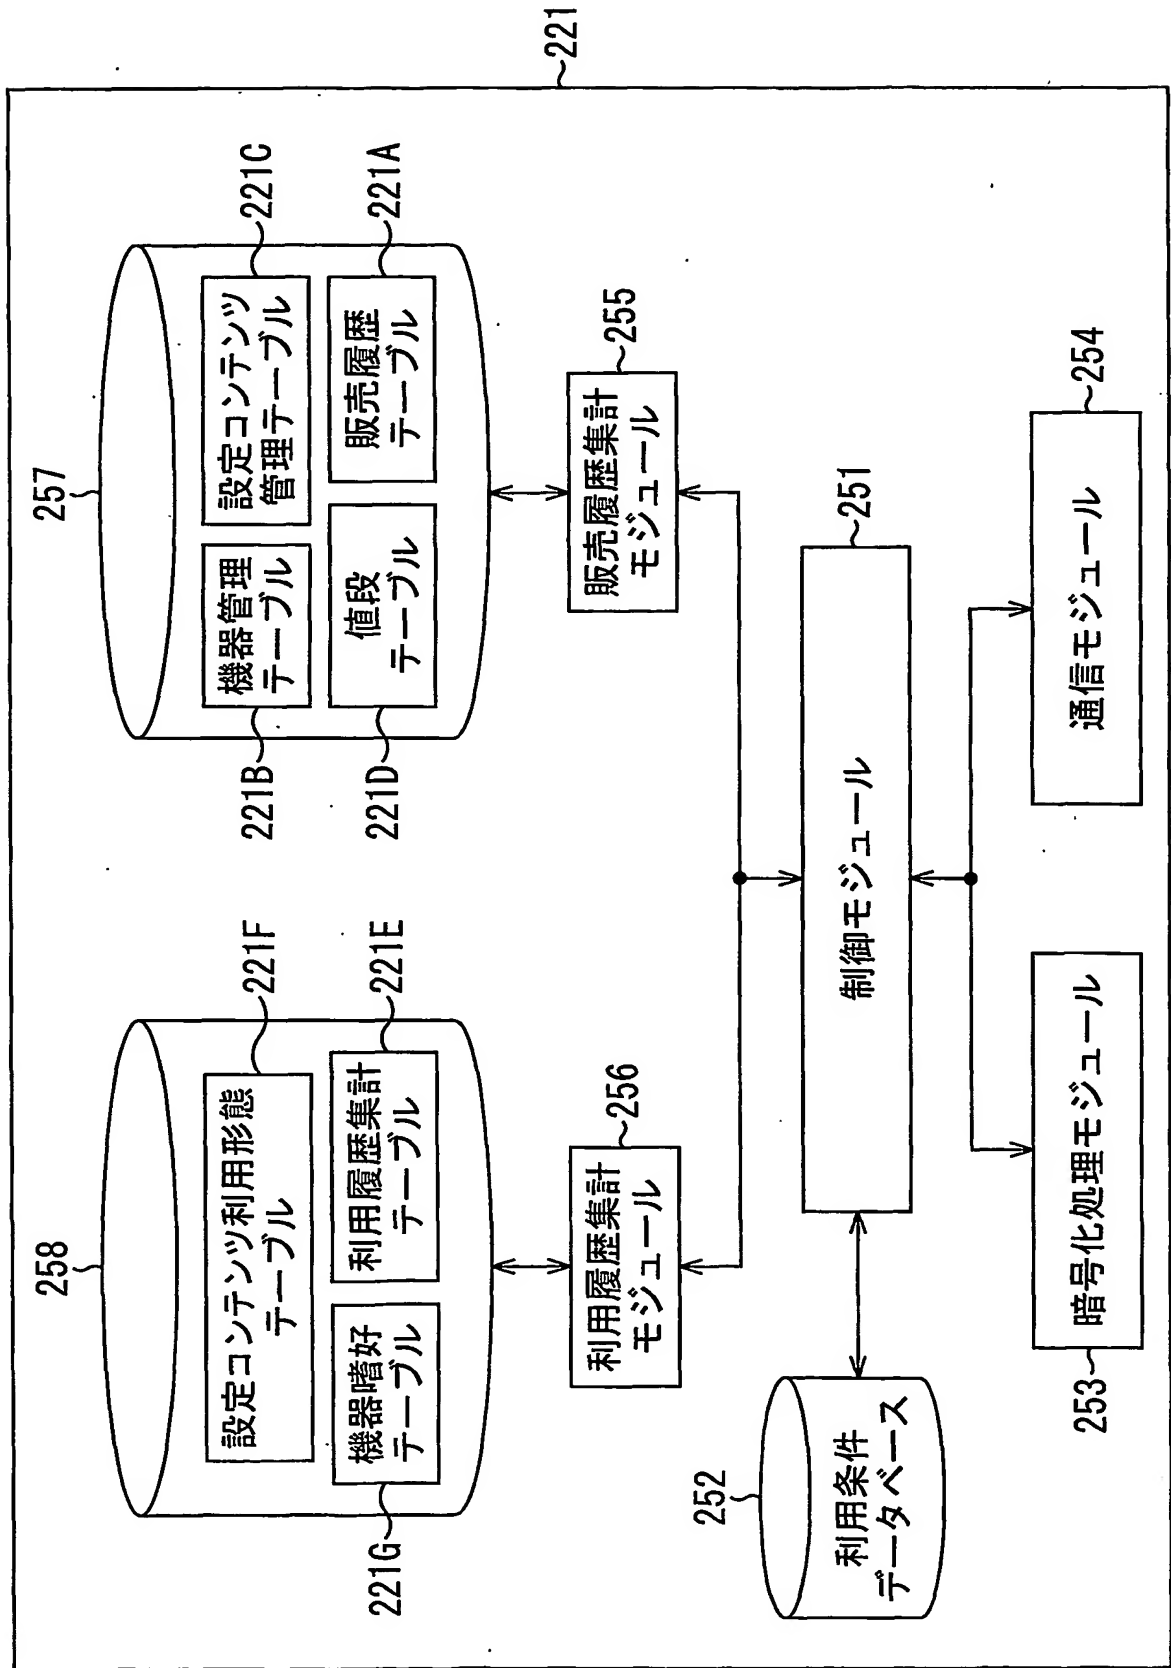 221
258
設定コンテンツ利用形態
テーブル
221F
機器嗜好
テーブル
221G
利用履歴集計
テーブル
221E
257
機器管理
テーブル
221B
設定コンテンツ
管理テーブル
221C
値段
テーブル
221D
販売履歴
テーブル
221A
利用履歴集計
モジュール
256
販売履歴集計
モジュール
255
252
利用条件
データベース
制御モジュール
251
暗号化処理モジュール
253
通信モジュール
254